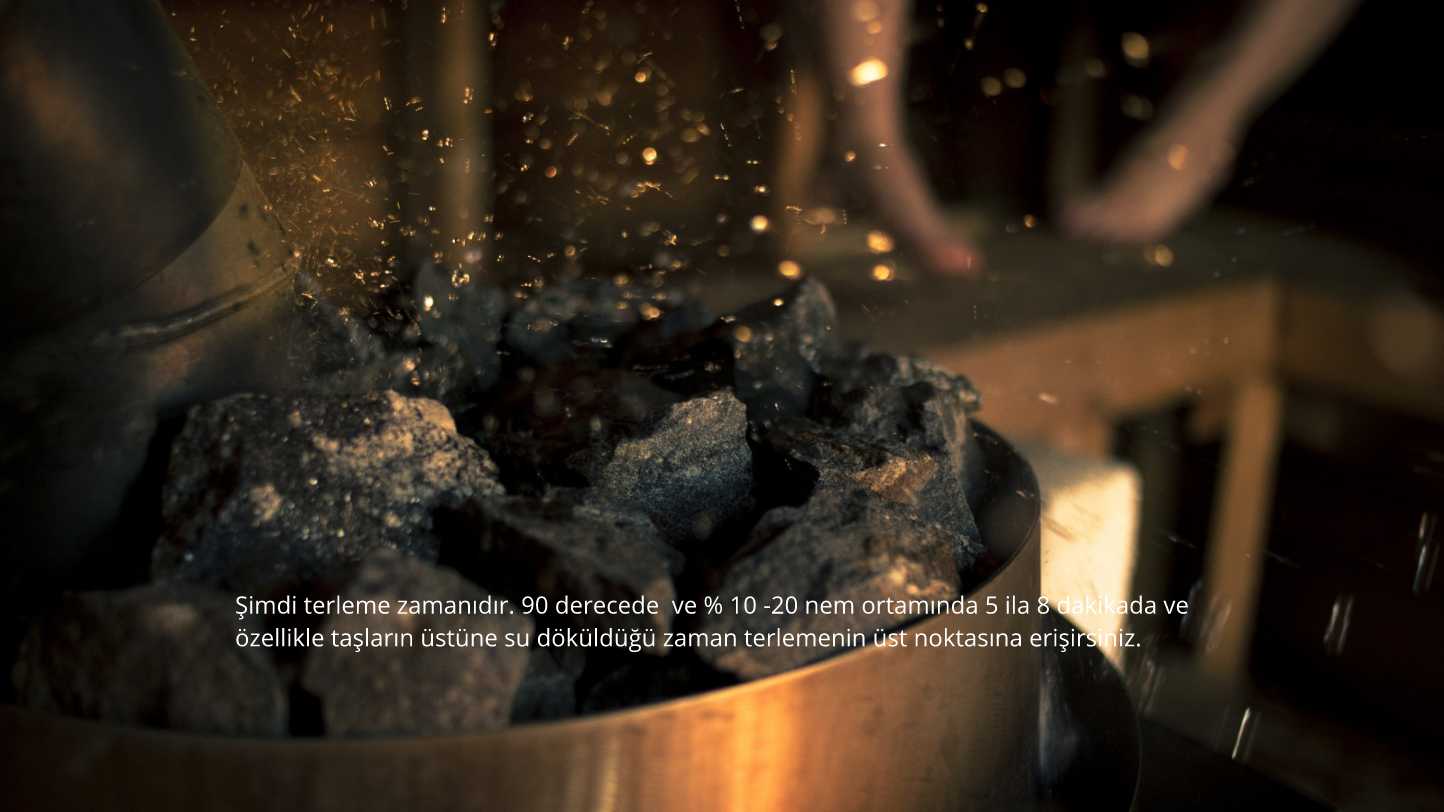 Şimdi terleme zamanıdır. 90 derecede  ve % 10 -20 nem ortamında 5 ila 8 dakikada ve
özellikle taşların üstüne su döküldüğü zaman terlemenin üst noktasına erişirsiniz.